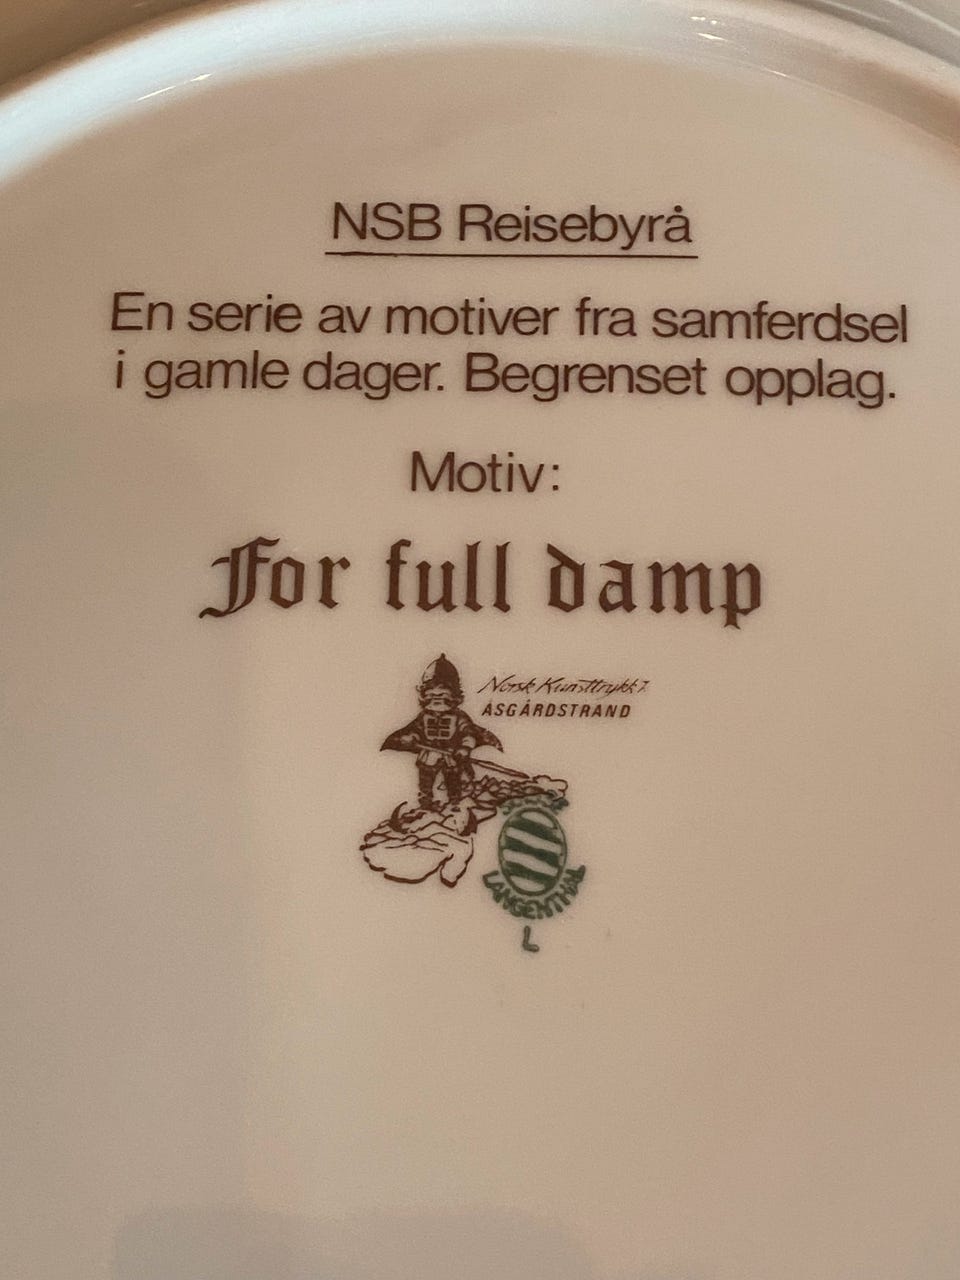 NSB Reisebyrå
En serie av motiver fra samferdsel
i gamle dager. Begrenset opplag.
Motiv:
For full damp
Norsk Kunsttrykk
ÅSGÅRDSTRAND
LANGENTHAL
L